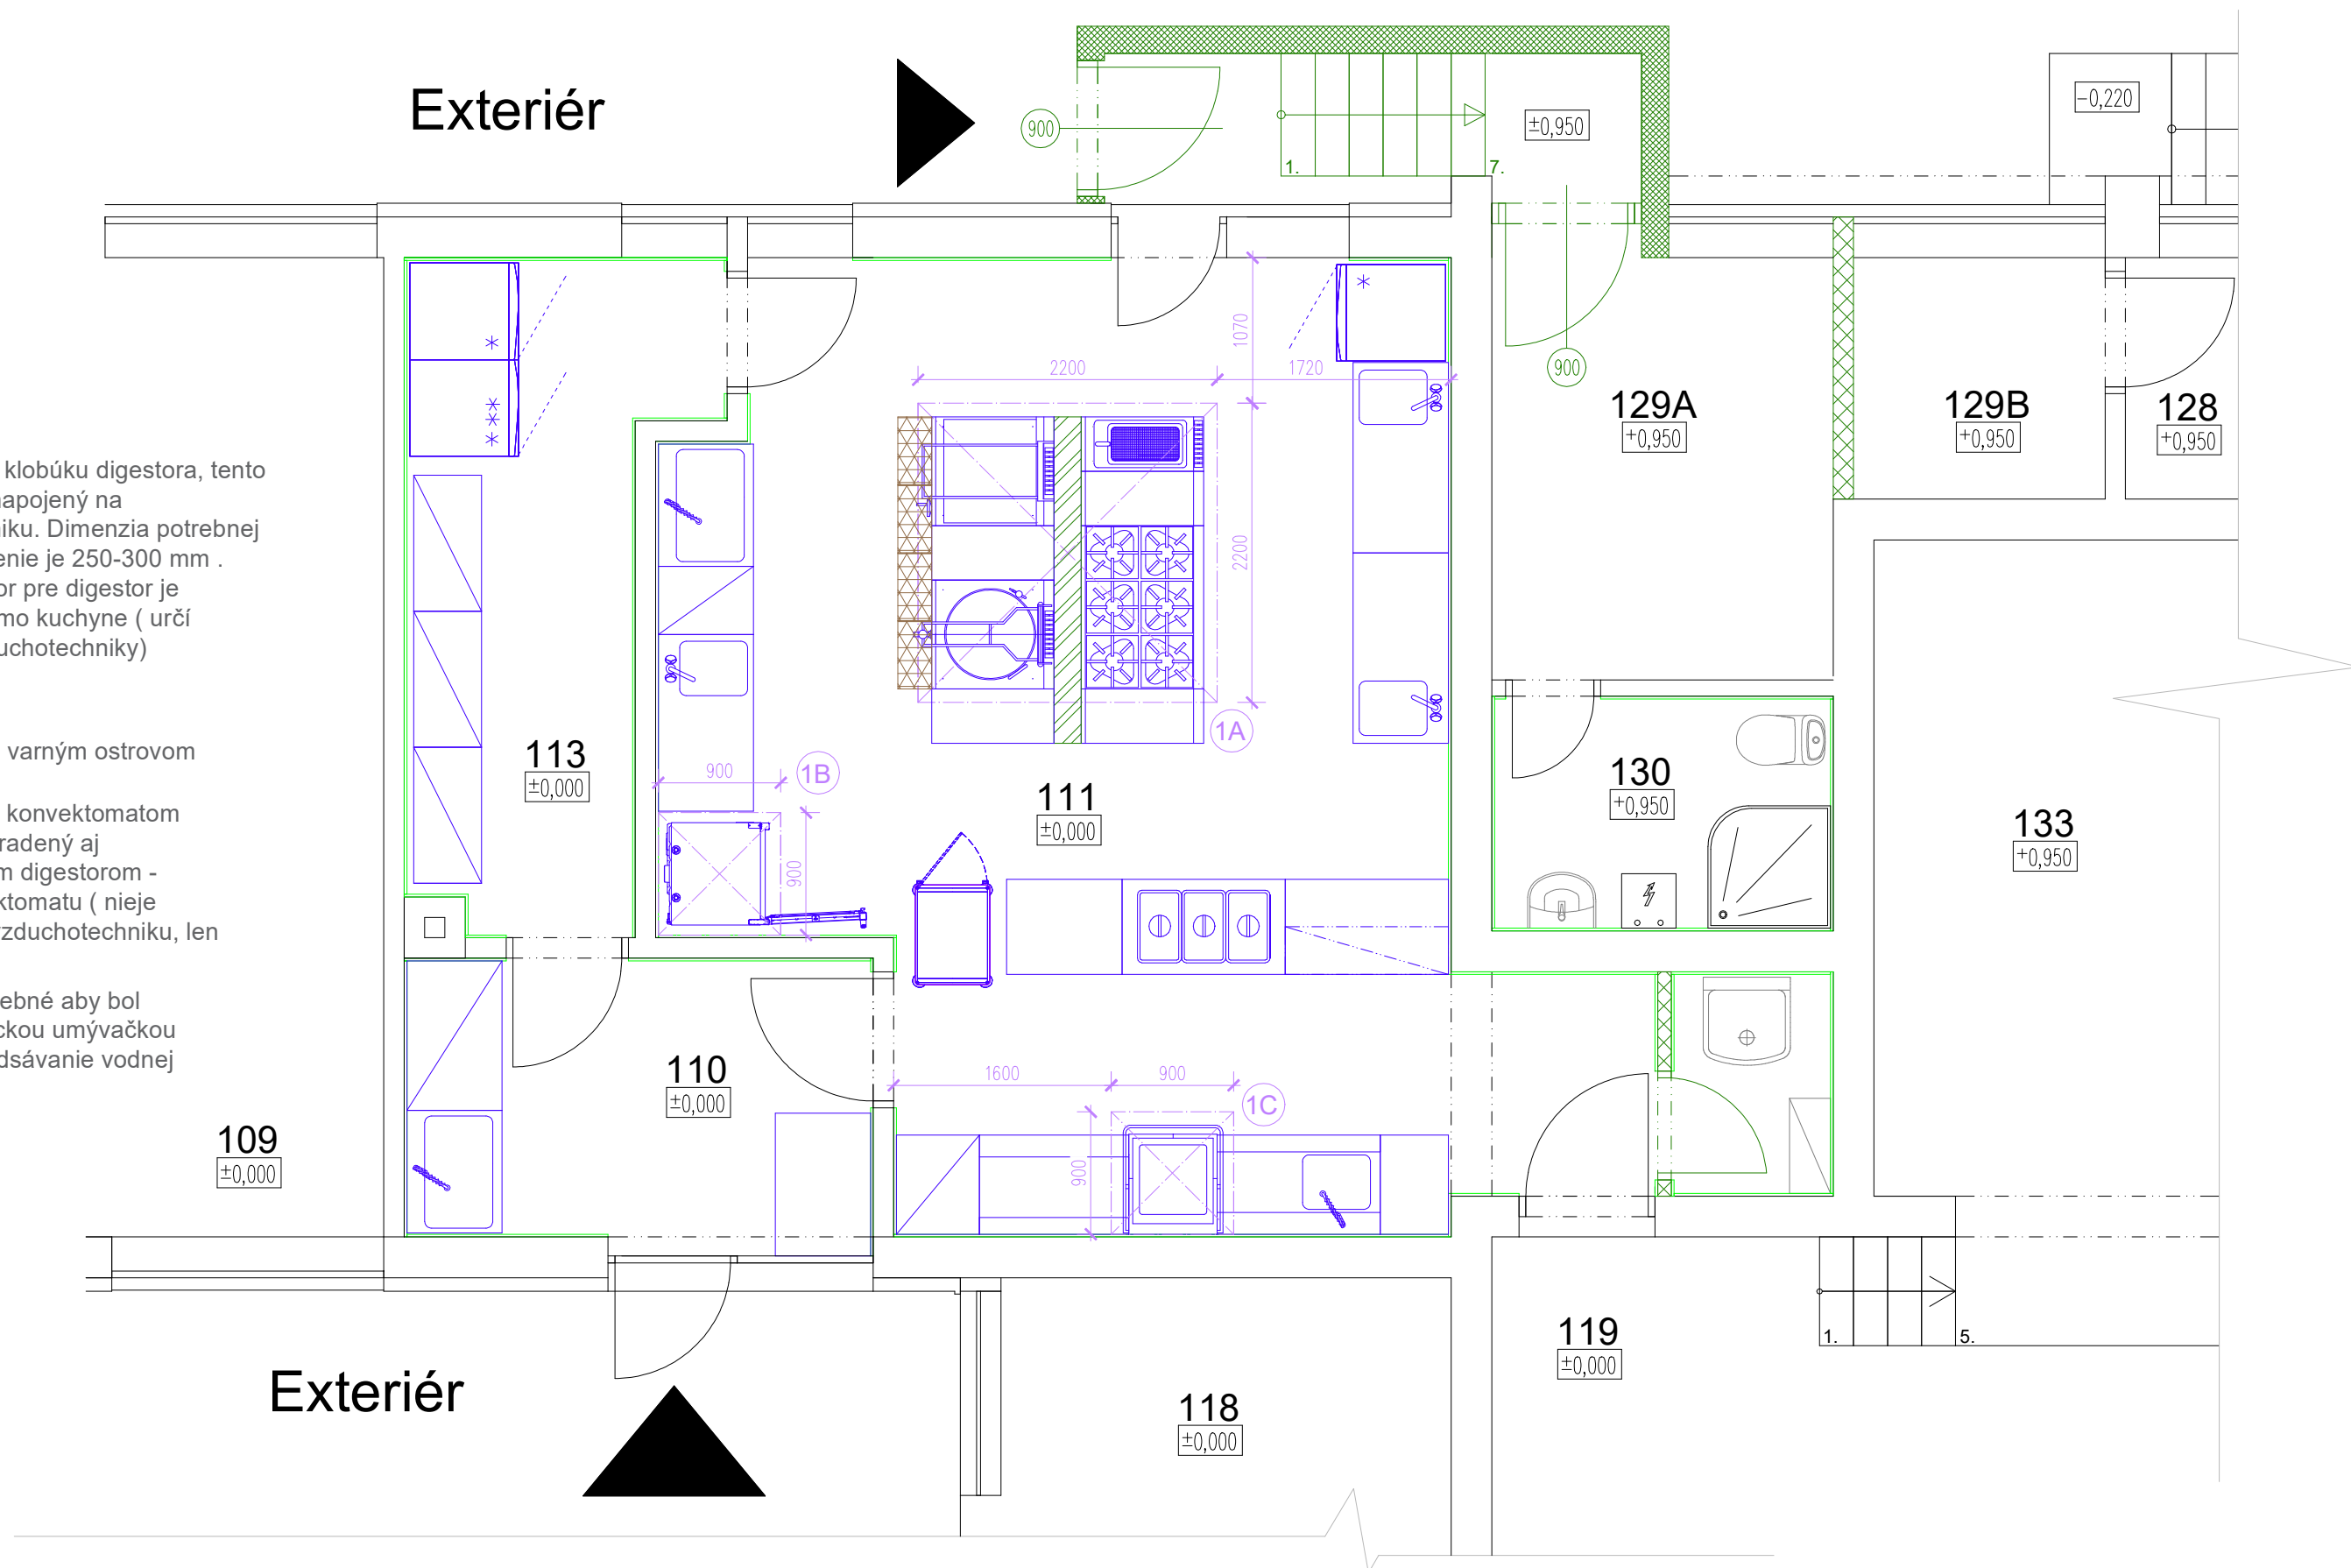 Exteriér
900
1.
7.
±0,950
-0,220
1070
2200
1720
900
129A
+0,950
129B
+0,950
128
+0,950
klobúku digestora, tento
napojený na
niku. Dimenzia potrebnej
enie je 250-300 mm .
or pre digestor je
mo kuchyne ( určí
uchotechniky)
2200
1A
varným ostrovom
113
±0,000
900
1B
111
±0,000
130
+0,950
133
+0,950
konvektomatom
radený aj
m digestorom -
ktomatu ( nieje
vzduchotechniku, len
900
ebné aby bol
ckou umývačkou
dsávanie vodnej
110
±0,000
1600
900
1C
900
109
±0,000
119
±0,000
1.
5.
Exteriér
118
±0,000